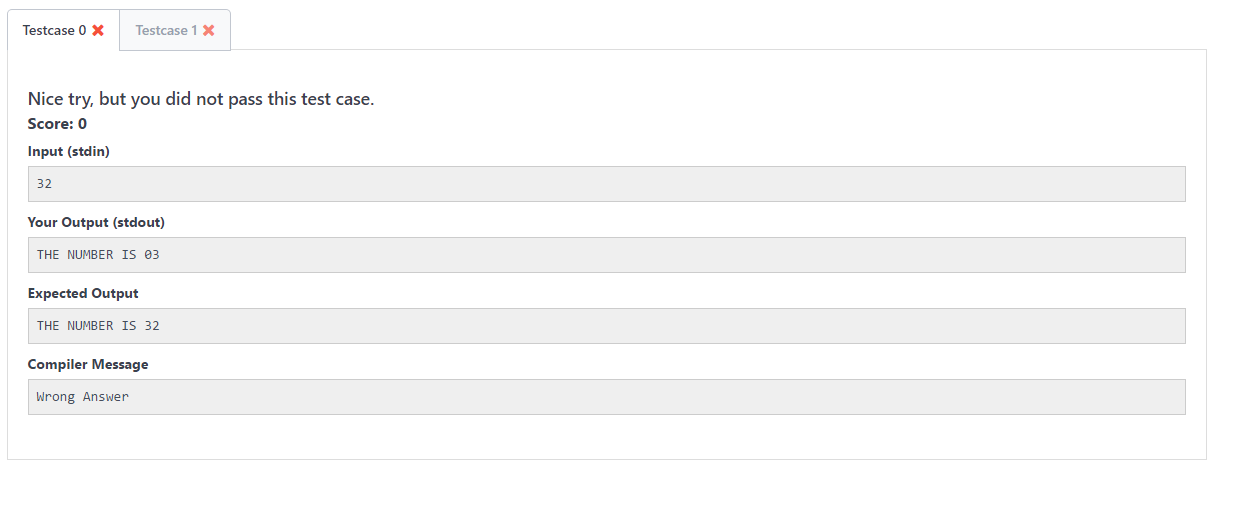 Testcase 0
Testcase 1
Nice try, but you did not pass this test case.
Score: 0
Input (stdin)
32
Your Output (stdout)
THE NUMBER IS 03
Expected Output
THE NUMBER IS 32
Compiler Message
Wrong Answer